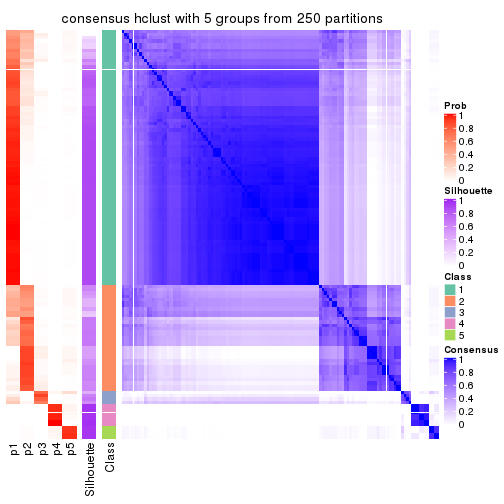 consensus hclust with 5 groups from 250 partitions
Prob
1
0.8
0.6
0.4
0.2
0
Silhouette
1
0.8
0.6
0.4
0.2
0
Class
1
2
3
4
5
Consensus
1
0.8
0.6
0.4
0.2
0
p1
p2
p3
p4
p5
Silhouette
Class